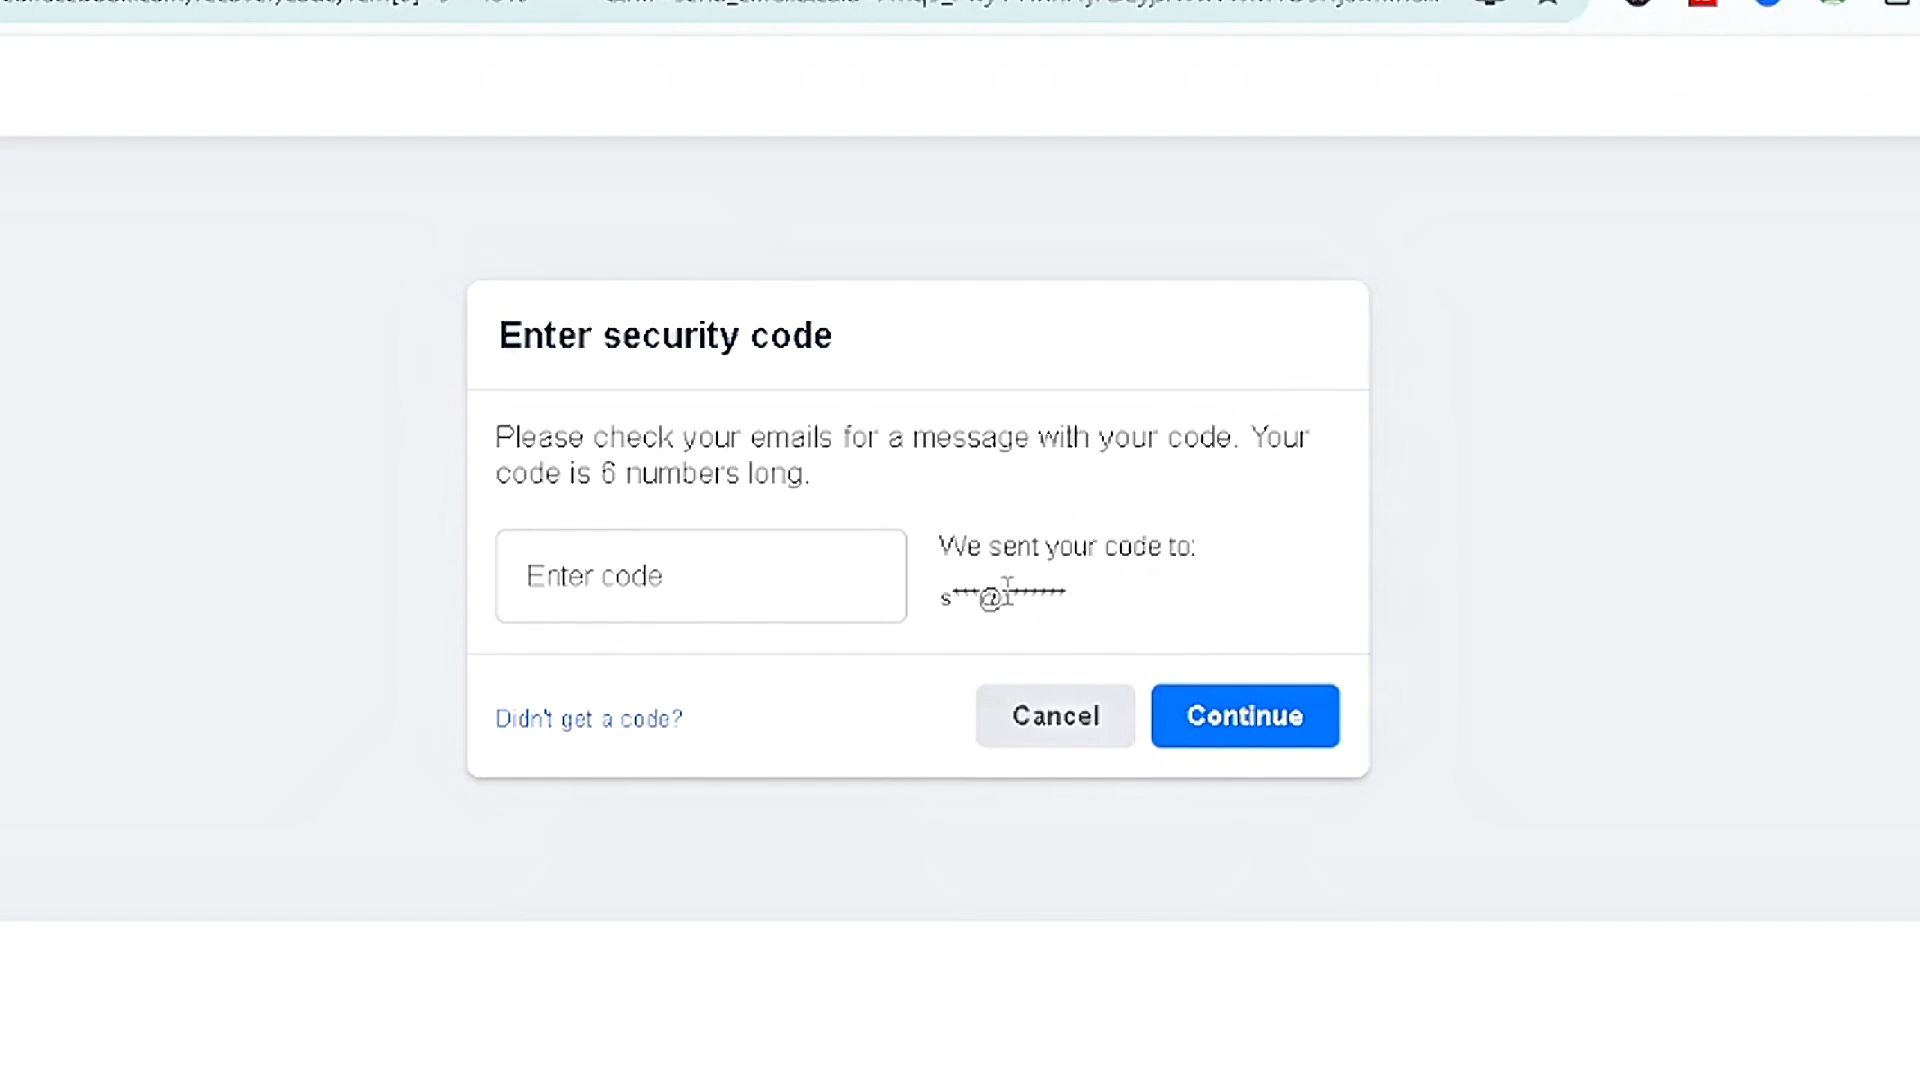 Enter security code
Please check your emails for a message with your code. Your
code is 6 numbers long.
Enter code
We sent your code to:
Didn't get a code?
Cancel
Continue